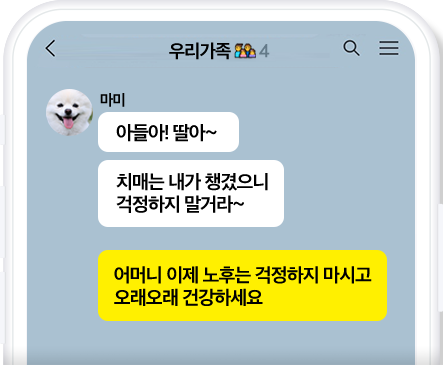 우리가족 4
마미
아들아! 딸아~
치매는 내가 챙겼으니
걱정하지 말거라~
어머니 이제 노후는 걱정하지 마시고
오래오래 건강하세요